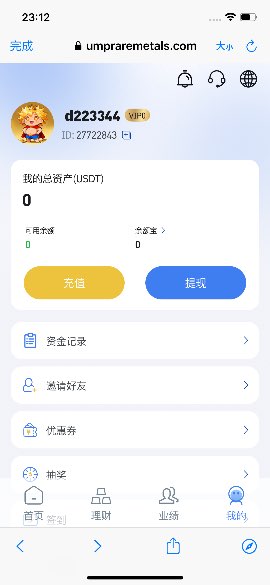 23:12
完成
umpraremetals.com
大小
d223344
VIP0
ID: 27722843
我的总资产(USDT)
0
可用余额
余额宝
0
0
充值
提现
资金记录
邀请好友
优惠券
抽奖
签到
首页
理财
业绩
我的